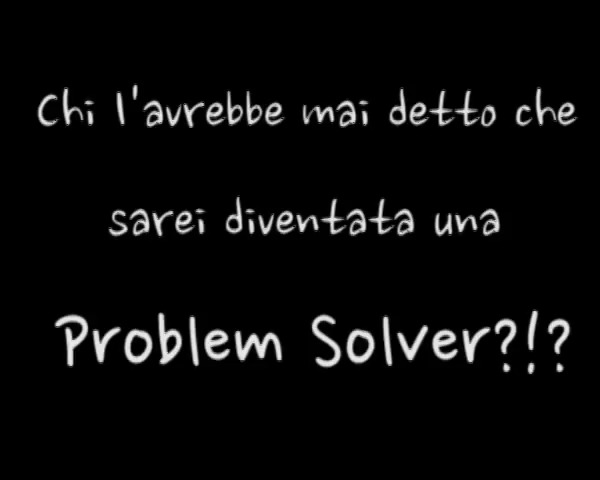 Chi l'avrebbe mai detto che
sarei diventata una
Problem Solver?!?